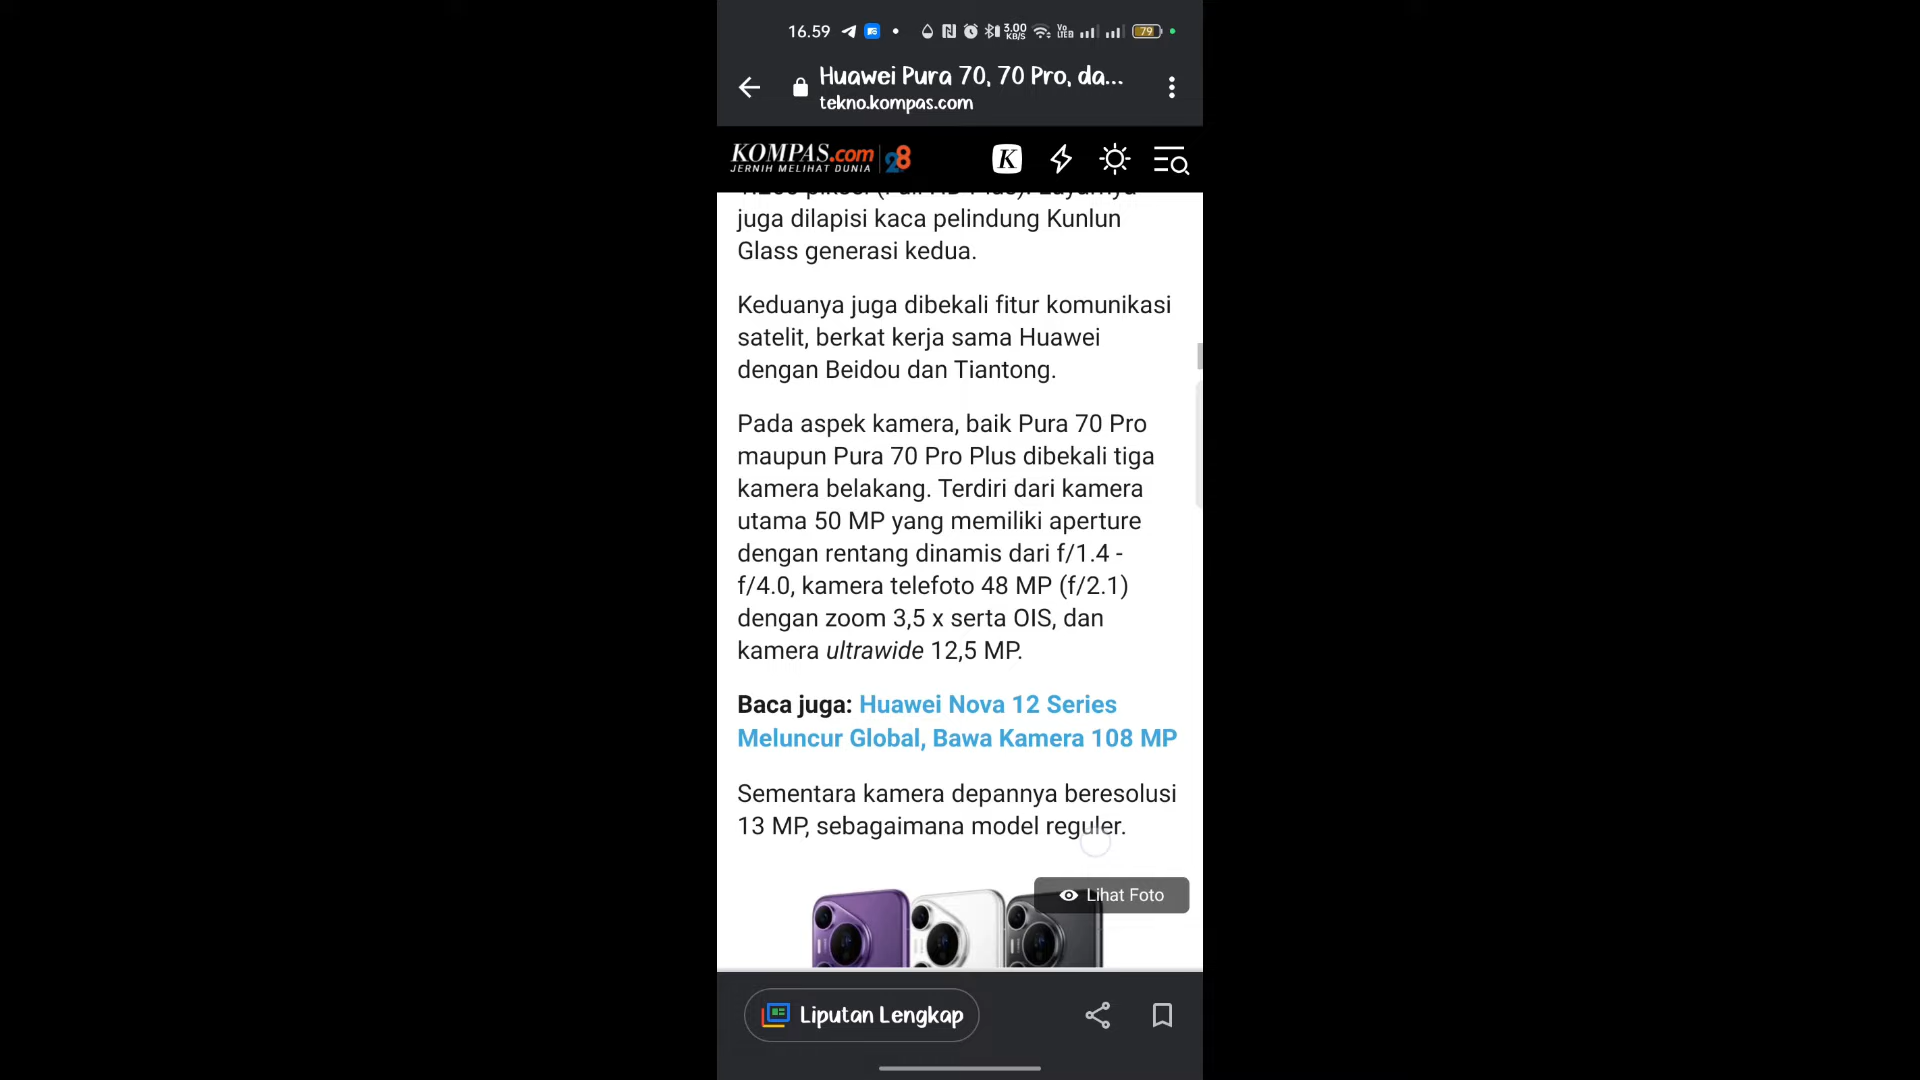 16.59
3.00
KB/S
Vo
LTE2
79
Huawei Pura 70, 70 Pro, da...
tekno.kompas.com
KOMPAS.com 28
JERNIH MELIHAT DUNIA
K
juga dilapisi kaca pelindung Kunlun
Glass generasi kedua.
Keduanya juga dibekali fitur komunikasi
satelit, berkat kerja sama Huawei
dengan Beidou dan Tiantong.
Pada aspek kamera, baik Pura 70 Pro
maupun Pura 70 Pro Plus dibekali tiga
kamera belakang. Terdiri dari kamera
utama 50 MP yang memiliki aperture
dengan rentang dinamis dari f/1.4 -
f/4.0, kamera telefoto 48 MP (f/2.1)
dengan zoom 3,5 x serta OIS, dan
kamera ultrawide 12,5 MP.
Baca juga: Huawei Nova 12 Series
Meluncur Global, Bawa Kamera 108 MP
Sementara kamera depannya beresolusi
13 MP, sebagaimana model reguler.
Lihat Foto
Liputan Lengkap